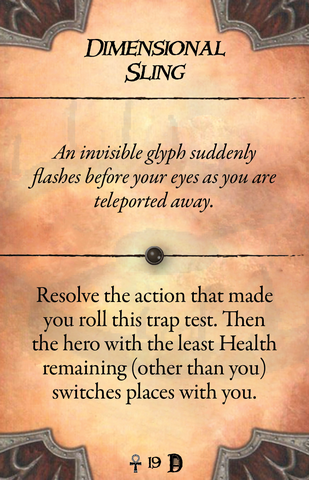 DIMENSIONAL
SLING
An invisible glyph suddenly
flashes before your eyes as you are
teleported away.
Resolve the action that made
you roll this trap test. Then
the hero with the least Health
remaining (other than you)
switches places with you.
19 D